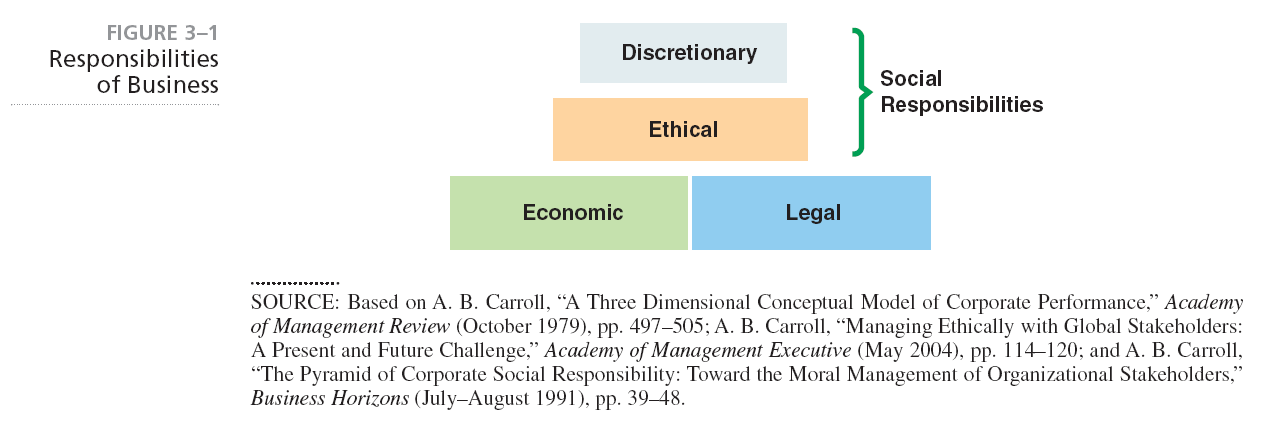 FIGURE 3–1
Responsibilities
of Business
Discretionary
Social
Responsibilities
Ethical
Economic
Legal
SOURCE: Based on A. B. Carroll, “A Three Dimensional Conceptual Model of Corporate Performance,” Academy
of Management Review (October 1979), pp. 497–505; A. B. Carroll, “Managing Ethically with Global Stakeholders:
A Present and Future Challenge,” Academy of Management Executive (May 2004), pp. 114–120; and A. B. Carroll,
“The Pyramid of Corporate Social Responsibility: Toward the Moral Management of Organizational Stakeholders,”
Business Horizons (July–August 1991), pp. 39–48.